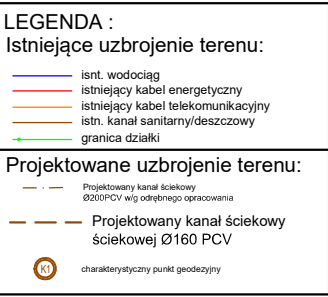 LEGENDA :
Istniejące uzbrojenie terenu:
isnt. wodociąg
istniejący kabel energetyczny
istniejący kabel telekomunikacyjny
istn. kanał sanitarny/deszczowy
granica działki
Projektowane uzbrojenie terenu:
Projektowany kanał ściekowy
Ø200PCV w/g odrębnego opracowania
Projektowany kanał ściekowy
ściekowej Ø160 PCV
K1 charakterystyczny punkt geodezyjny